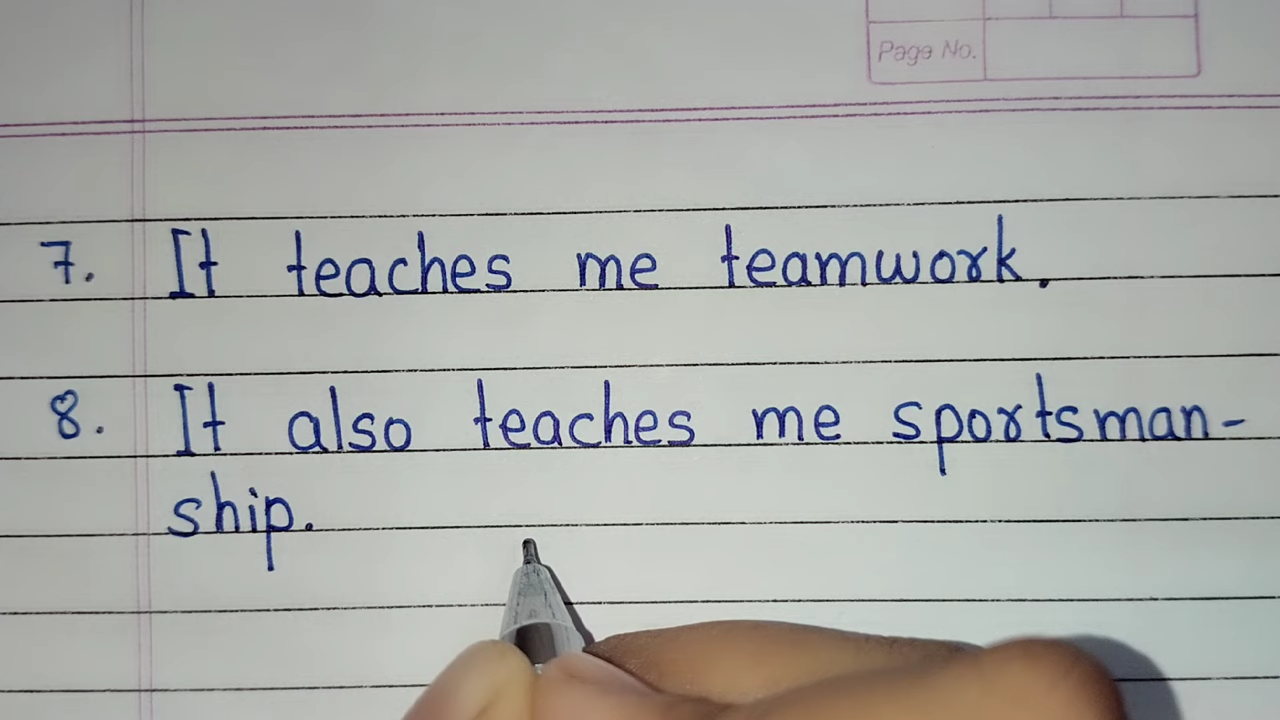 Page No.
7. It teaches me teamwork.
8. It also teaches me sportsman-
ship.